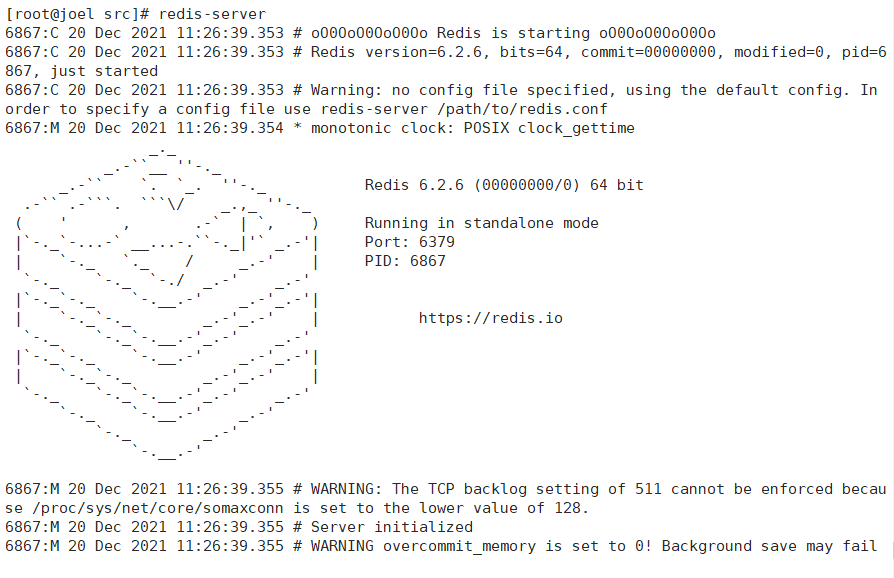 [root@joel src]# redis-server
6867:C 20 Dec 2021 11:26:39.353 # oO0OoO0OoO0Oo Redis is starting oO0OoO0OoO0Oo
6867:C 20 Dec 2021 11:26:39.353 # Redis version=6.2.6, bits=64, commit=00000000, modified=0, pid=6
867, just started
6867:C 20 Dec 2021 11:26:39.353 # Warning: no config file specified, using the default config. In
order to specify a config file use redis-server /path/to/redis.conf
6867:M 20 Dec 2021 11:26:39.354 * monotonic clock: POSIX clock_gettime
Redis 6.2.6 (00000000/0) 64 bit
Running in standalone mode
Port: 6379
PID: 6867
https://redis.io
6867:M 20 Dec 2021 11:26:39.355 # WARNING: The TCP backlog setting of 511 cannot be enforced becau
se /proc/sys/net/core/somaxconn is set to the lower value of 128.
6867:M 20 Dec 2021 11:26:39.355 # Server initialized
6867:M 20 Dec 2021 11:26:39.355 # WARNING overcommit_memory is set to 0! Background save may fail